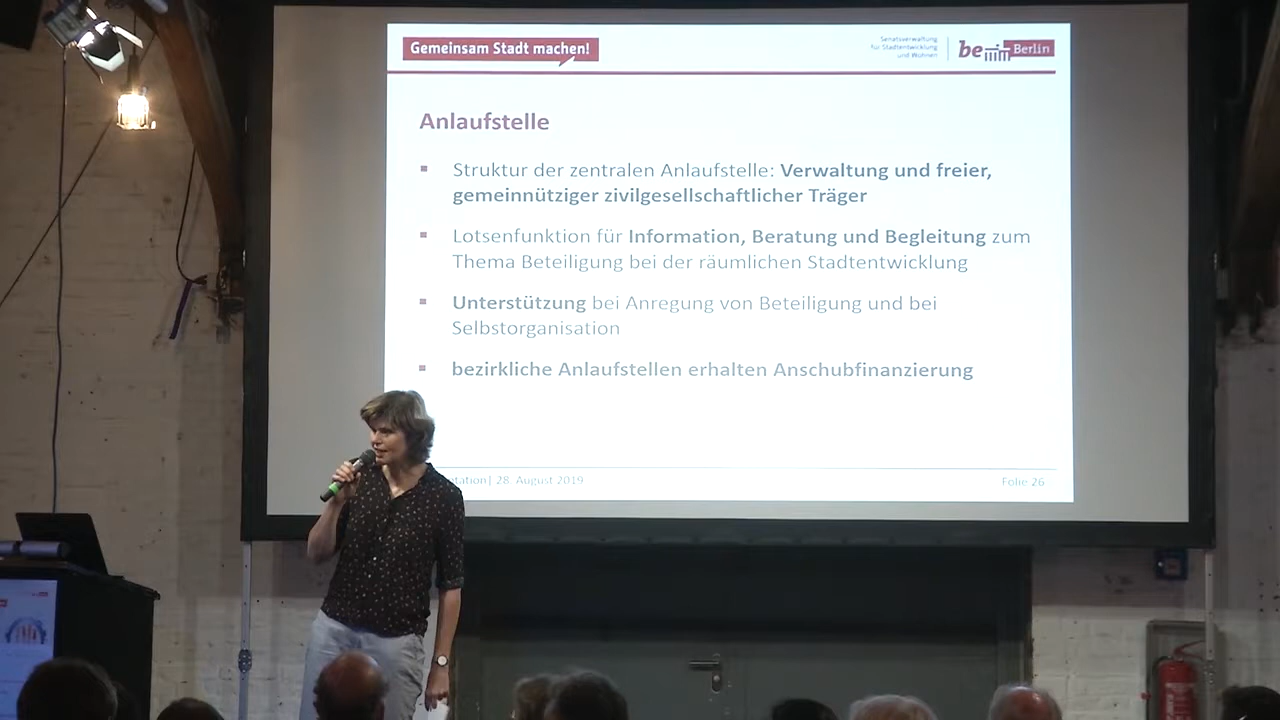 Gemeinsam Stadt machen!
Senatsverwaltung
für Stadtentwicklung
und Wohnen
be Berlin
Anlaufstelle
▪ Struktur der zentralen Anlaufstelle: Verwaltung und freier,
gemeinnütziger zivilgesellschaftlicher Träger
▪ Lotsenfunktion für Information, Beratung und Begleitung zum
Thema Beteiligung bei der räumlichen Stadtentwicklung
▪ Unterstützung bei Anregung von Beteiligung und bei
Selbstorganisation
▪ bezirkliche Anlaufstellen erhalten Anschubfinanzierung
| 28. August 2019
Folie 26